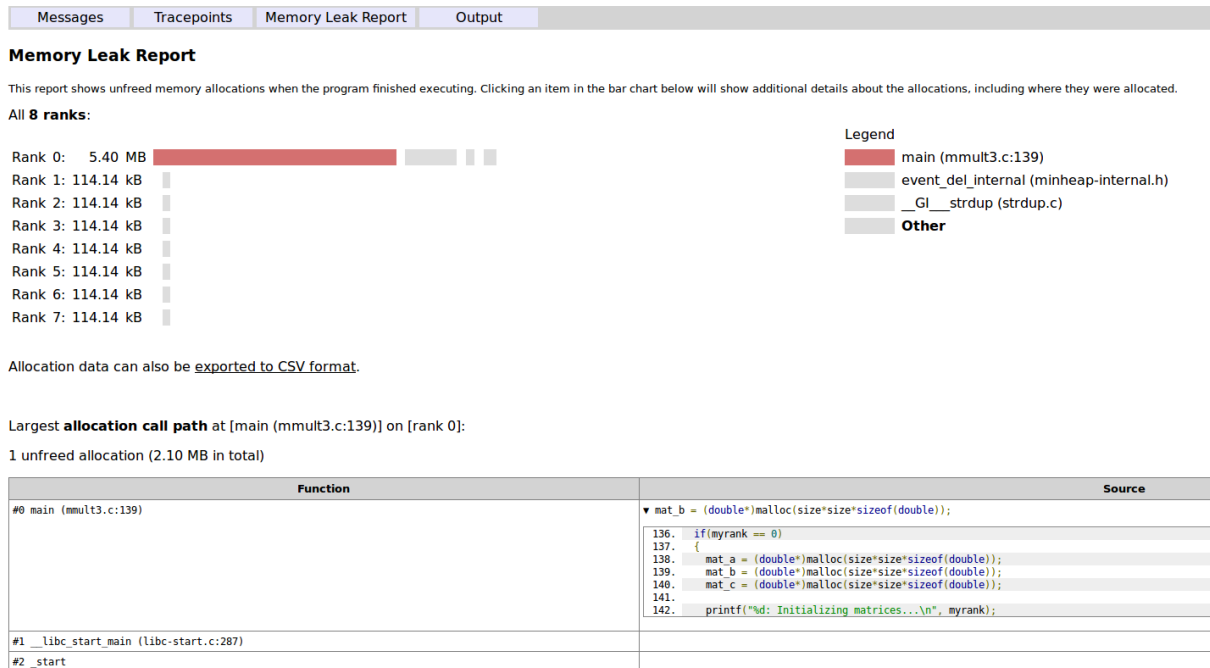 Messages Tracepoints Memory Leak Report Output
Memory Leak Report
This report shows unfreed memory allocations when the program finished executing. Clicking an item in the bar chart below will show additional details about the allocations, including where they were allocated.
All 8 ranks:
Legend
Rank 0: 5.40 MB main (mmult3.c:139)
Rank 1: 114.14 kB event_del_internal (minheap-internal.h)
Rank 2: 114.14 kB __GI___strdup (strdup.c)
Rank 3: 114.14 kB Other
Rank 4: 114.14 kB
Rank 5: 114.14 kB
Rank 6: 114.14 kB
Rank 7: 114.14 kB
Allocation data can also be exported to CSV format.
Largest allocation call path at [main (mmult3.c:139)] on [rank 0]:
1 unfreed allocation (2.10 MB in total)
Function Source
#0 main (mmult3.c:139) ▼ mat_b = (double*)malloc(size*size*sizeof(double));
136. if(myrank == 0)
137. {
138. mat_a = (double*)malloc(size*size*sizeof(double));
139. mat_b = (double*)malloc(size*size*sizeof(double));
140. mat_c = (double*)malloc(size*size*sizeof(double));
141.
142. printf("%d: Initializing matrices...\n", myrank);
#1 __libc_start_main (libc-start.c:287)
#2 _start